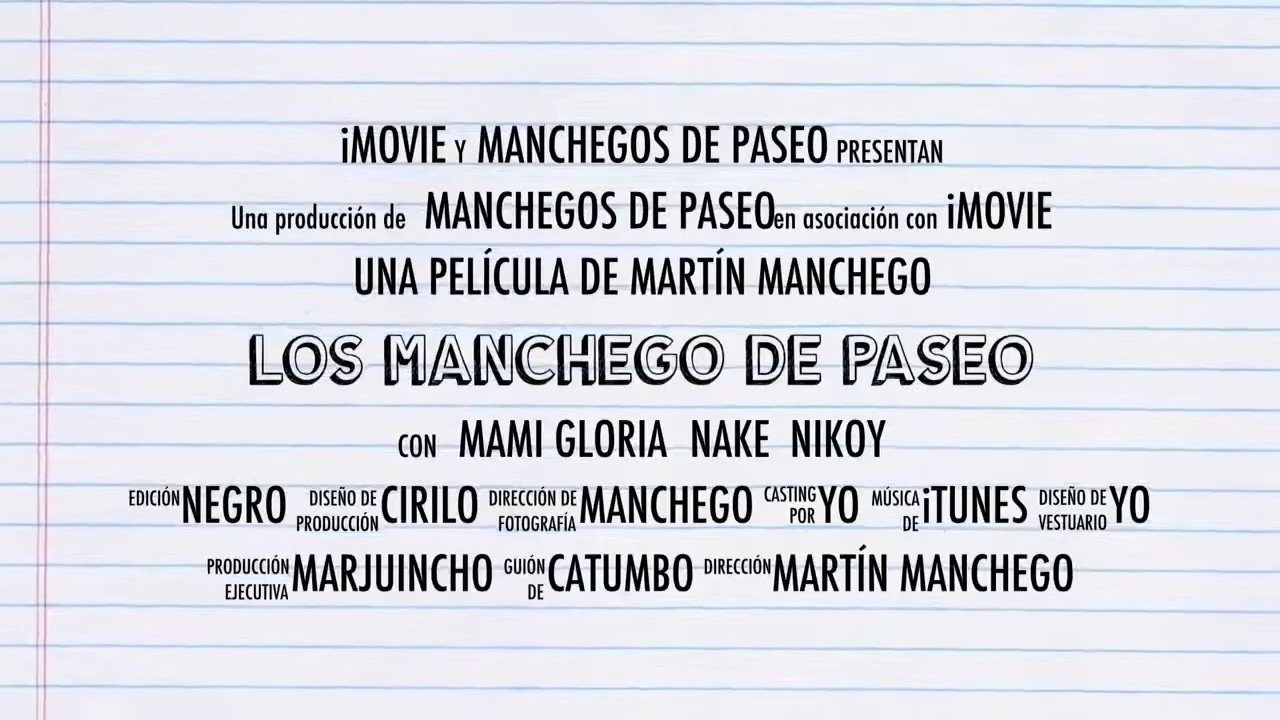 iMOVIE Y MANCHEGOS DE PASEO PRESENTAN
Una producción de MANCHEGOS DE PASEO en asociación con iMOVIE
UNA PELÍCULA DE MARTÍN MANCHEGO
LOS MANCHEGO DE PASEO
CON MAMI GLORIA NAKE NIKOY
EDICIÓN NEGRO DISEÑO DE PRODUCCIÓN CIRILO DIRECCIÓN DE FOTOGRAFÍA MANCHEGO CASTING POR YO MÚSICA DE iTUNES DISEÑO DE VESTUARIO YO
PRODUCCIÓN EJECUTIVA MARJUINCHO GUIÓN DE CATUMBO DIRECCIÓN MARTÍN MANCHEGO